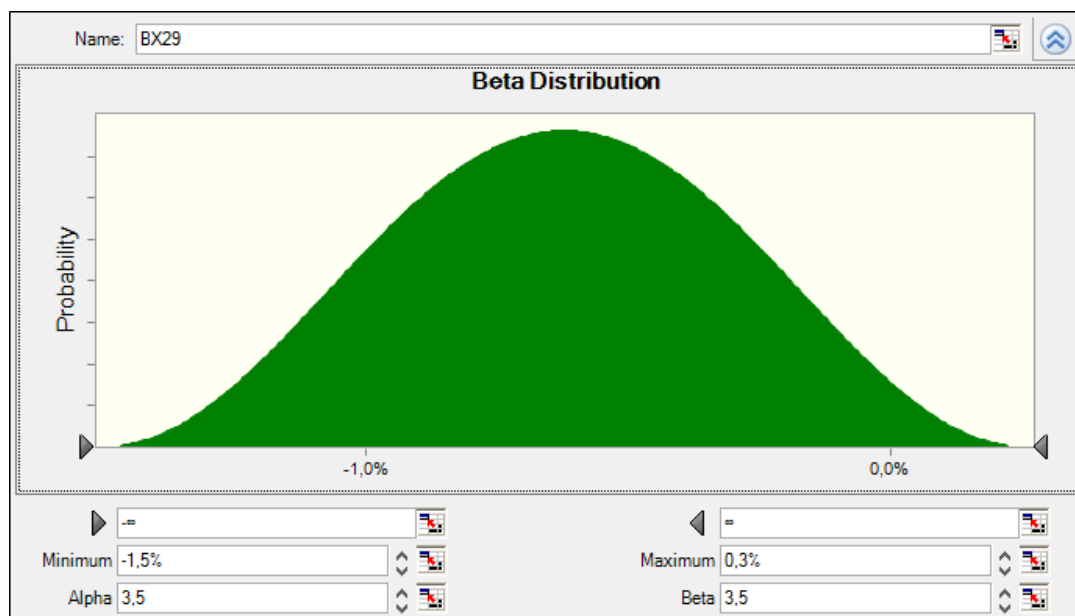 Name: BX29
Beta Distribution
Probability
-1,0% 0,0%
-∞ ∞
Minimum -1,5% Maximum 0,3%
Alpha 3,5 Beta 3,5